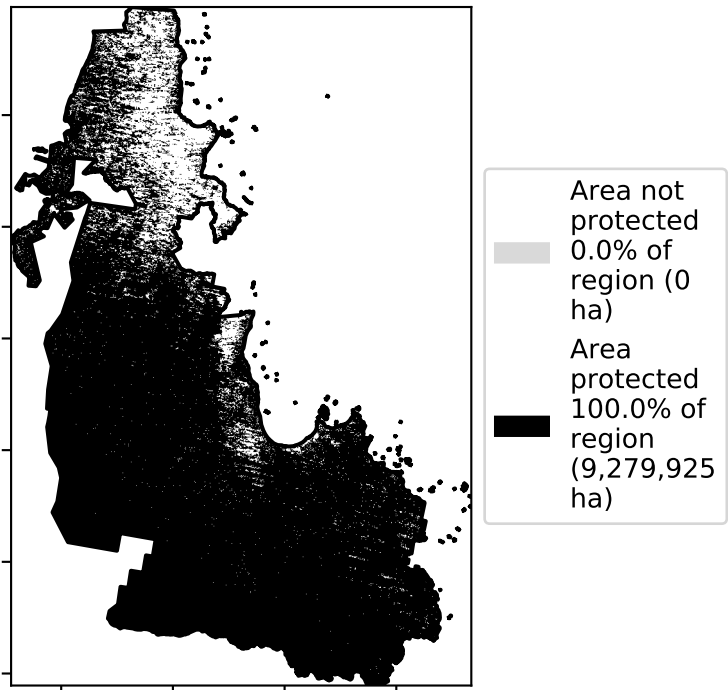 Area not
protected
0.0% of
region (0
ha)
Area
protected
100.0% of
region
(9,279,925
ha)